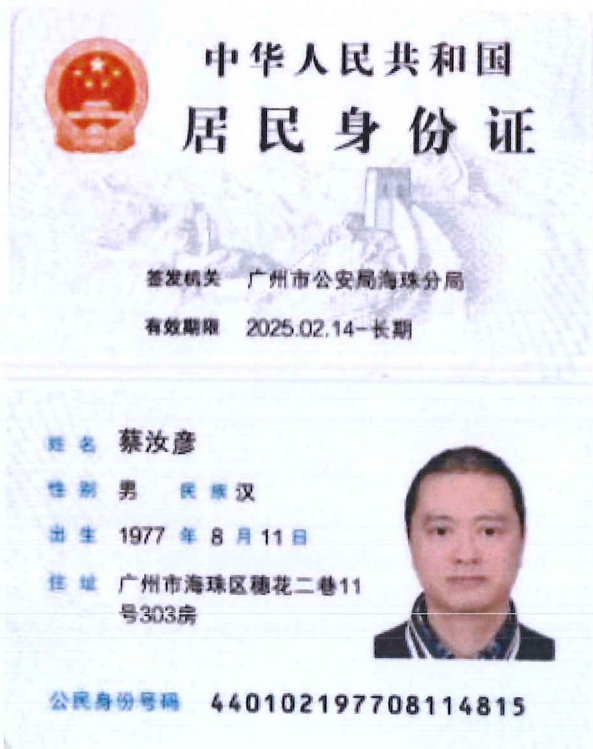 中华人民共和国
居民身份证
签发机关 广州市公安局海珠分局
有效期限 2025.02.14-长期
姓名 蔡汝彦
性别 男 民族 汉
出生 1977 年 8 月 11 日
住址 广州市海珠区穗花二巷11
号303房
公民身份号码 440102197708114815